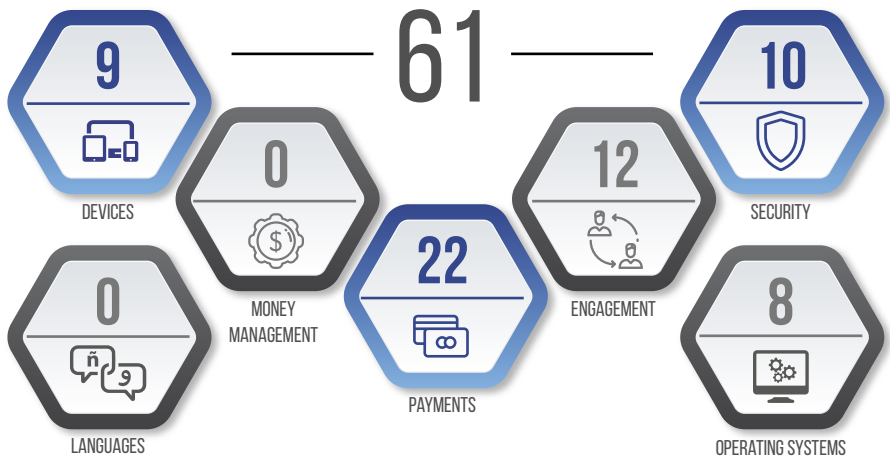 61
9
DEVICES
0
MONEY
MANAGEMENT
22
PAYMENTS
12
ENGAGEMENT
10
SECURITY
0
ñ
و
LANGUAGES
8
OPERATING SYSTEMS